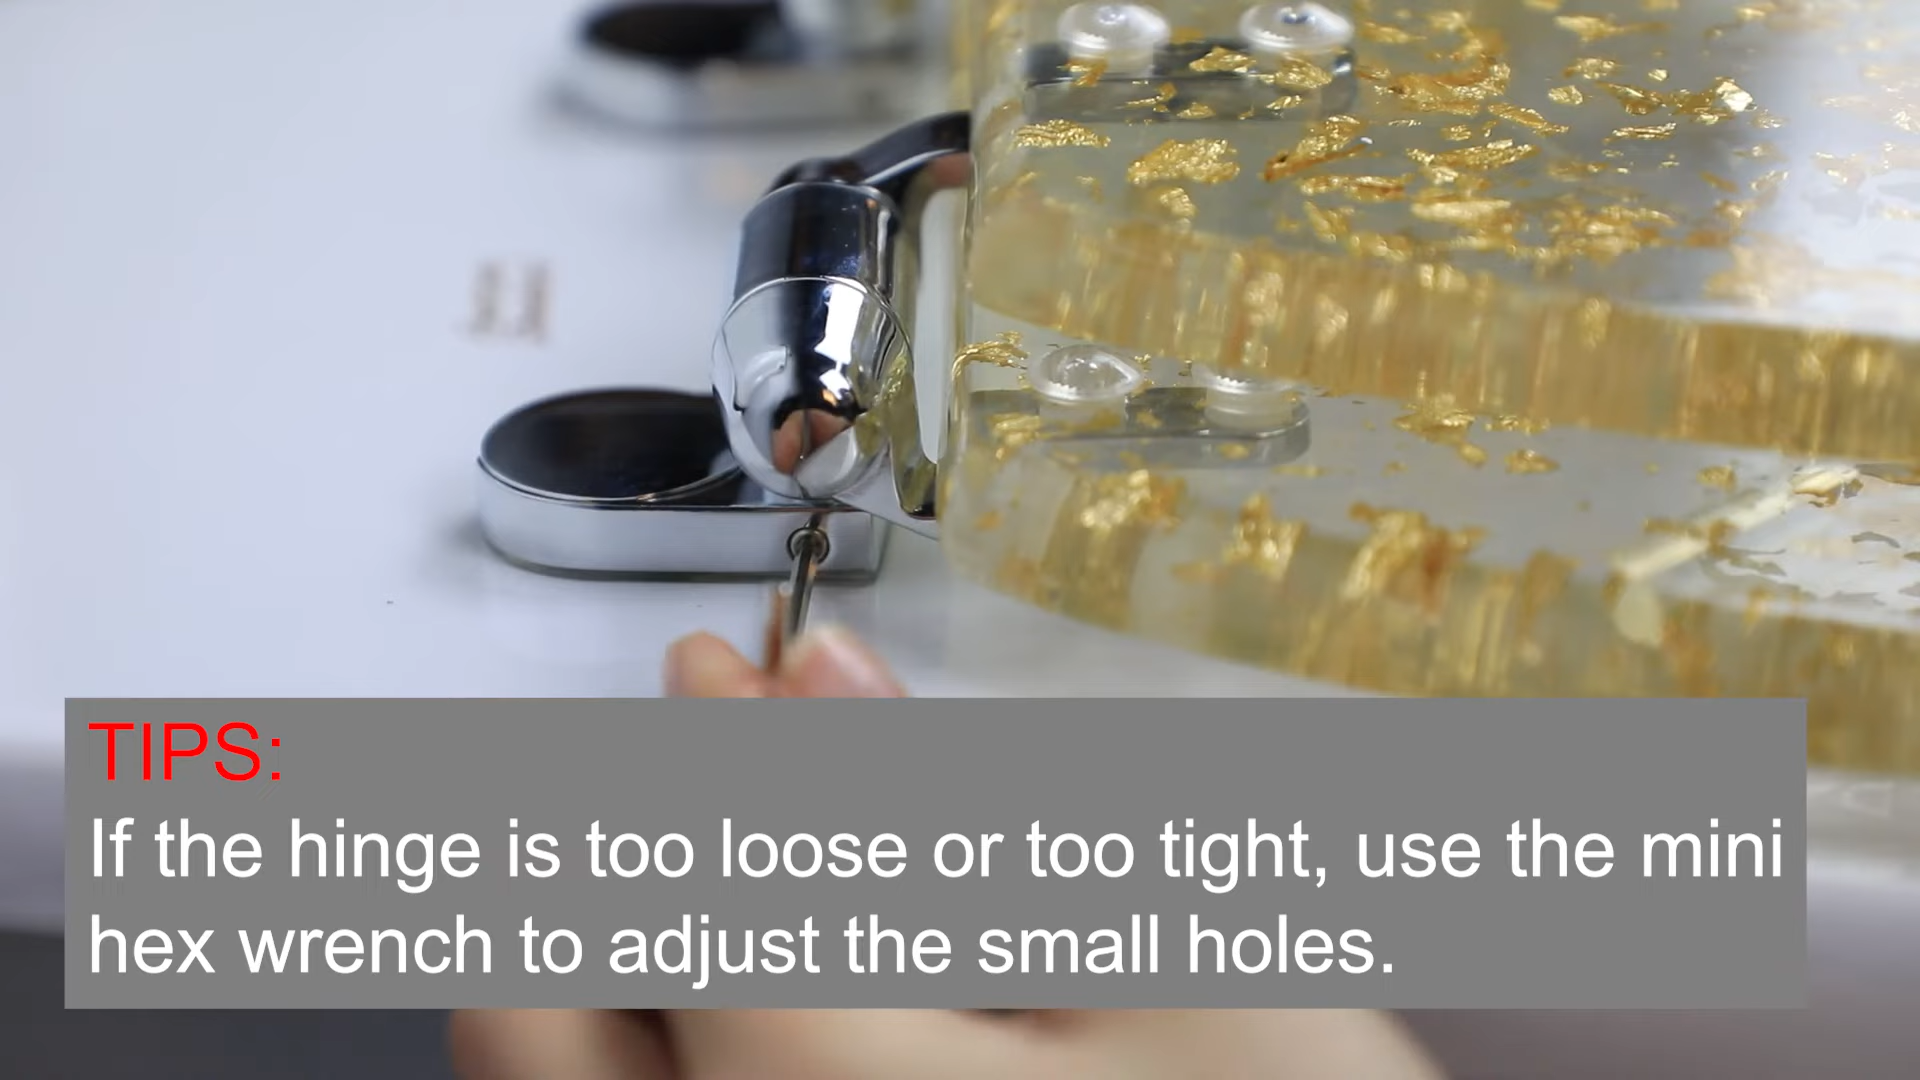 TIPS:
If the hinge is too loose or too tight, use the mini
hex wrench to adjust the small holes.